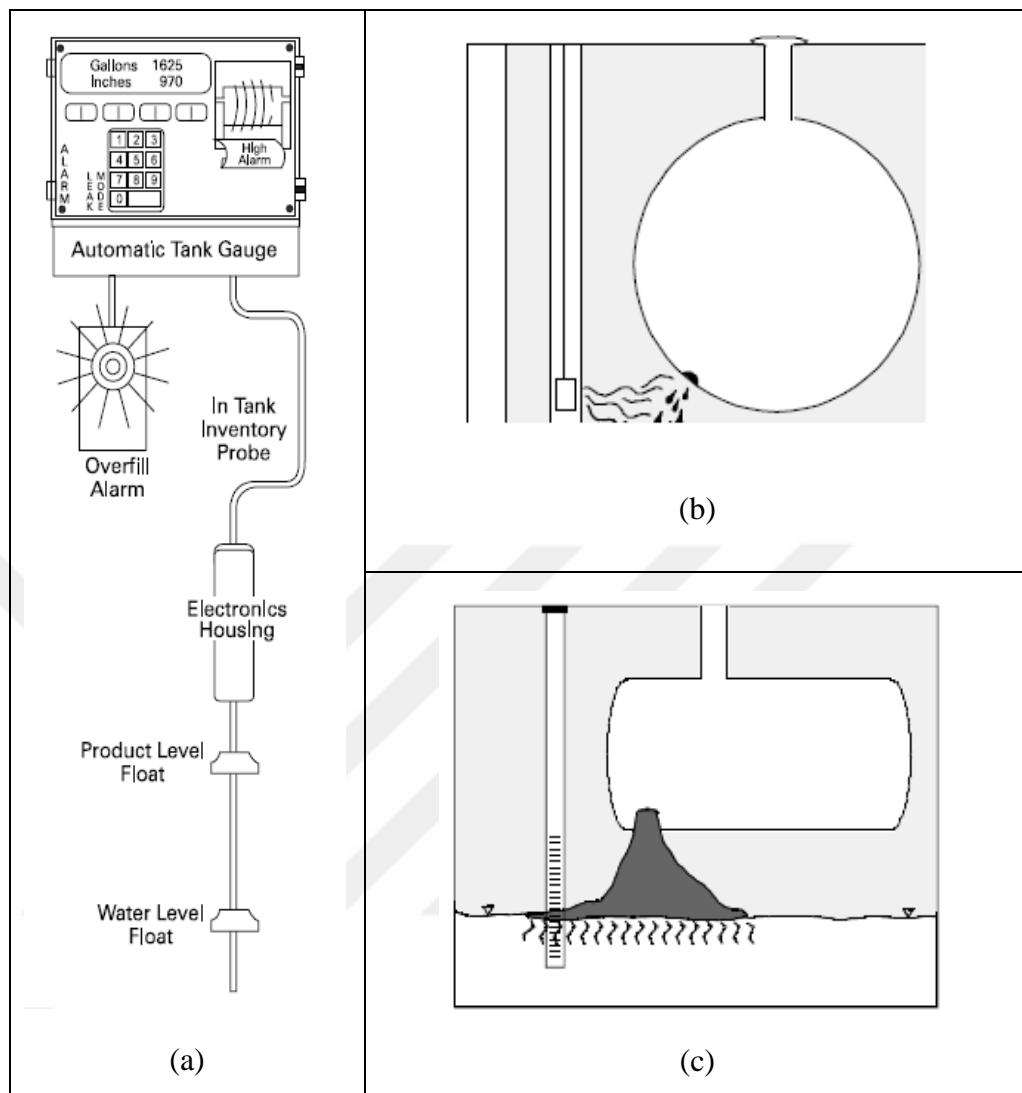 Gallons 1625
Inches 970
1 2 3
4 5 6
7 8 9
0
ALARM
LEAK MODE
High
Alarm
Automatic Tank Gauge
Overfill
Alarm
In Tank
Inventory
Probe
Electronics
Housing
Product Level
Float
Water Level
Float
(a)
(b)
(c)